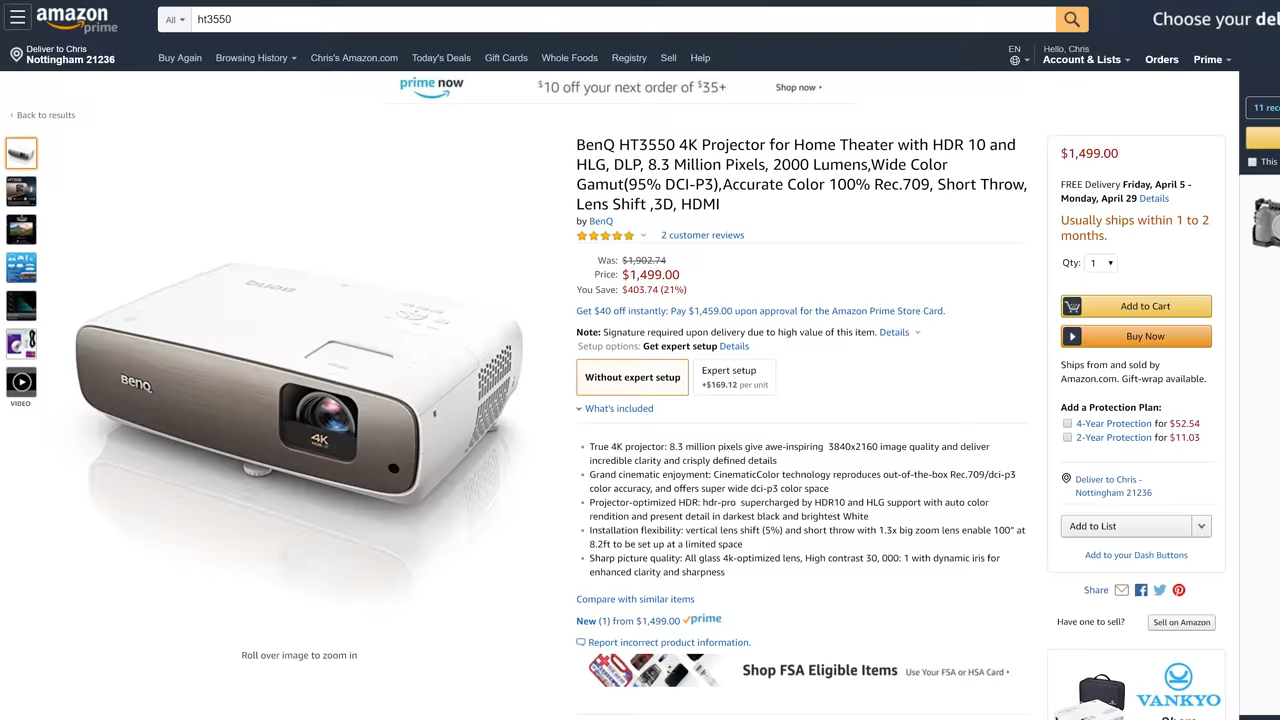 amazon
prime
All
ht3550
Choose your del
Deliver to Chris
Nottingham 21236
Buy Again
Browsing History
Chris's Amazon.com
Today's Deals
Gift Cards
Whole Foods
Registry
Sell
Help
EN
Hello, Chris
Account & Lists
Orders
Prime
prime now
$10 off your next order of $35+
Shop now
‹ Back to results
11 rec
This
BenQ HT3550 4K Projector for Home Theater with HDR 10 and
HLG, DLP, 8.3 Million Pixels, 2000 Lumens,Wide Color
Gamut(95% DCI-P3),Accurate Color 100% Rec.709, Short Throw,
Lens Shift ,3D, HDMI
by BenQ
2 customer reviews
Was: $1,902.74
Price: $1,499.00
You Save: $403.74 (21%)
Get $40 off instantly: Pay $1,459.00 upon approval for the Amazon Prime Store Card.
Note: Signature required upon delivery due to high value of this item. Details
Setup options: Get expert setup Details
Without expert setup
Expert setup
+$169.12 per unit
What's included
True 4K projector: 8.3 million pixels give awe-inspiring 3840x2160 image quality and deliver
incredible clarity and crisply defined details
Grand cinematic enjoyment: CinematicColor technology reproduces out-of-the-box Rec.709/dci-p3
color accuracy, and offers super wide dci-p3 color space
Projector-optimized HDR: hdr-pro supercharged by HDR10 and HLG support with auto color
rendition and present detail in darkest black and brightest White
Installation flexibility: vertical lens shift (5%) and short throw with 1.3x big zoom lens enable 100" at
8.2ft to be set up at a limited space
Sharp picture quality: All glass 4k-optimized lens, High contrast 30, 000: 1 with dynamic iris for
enhanced clarity and sharpness
Compare with similar items
New (1) from $1,499.00 prime
Report incorrect product information.
Shop FSA Eligible Items
Use Your FSA or HSA Card
VIDEO
BenQ
BenQ
4K
Roll over image to zoom in
$1,499.00
FREE Delivery Friday, April 5 -
Monday, April 29 Details
Usually ships within 1 to 2
months.
Qty: 1
Add to Cart
Buy Now
Ships from and sold by
Amazon.com. Gift-wrap available.
Add a Protection Plan:
4-Year Protection for $52.54
2-Year Protection for $11.03
Deliver to Chris -
Nottingham 21236
Add to List
Add to your Dash Buttons
Share
Have one to sell?
Sell on Amazon
VANKYO